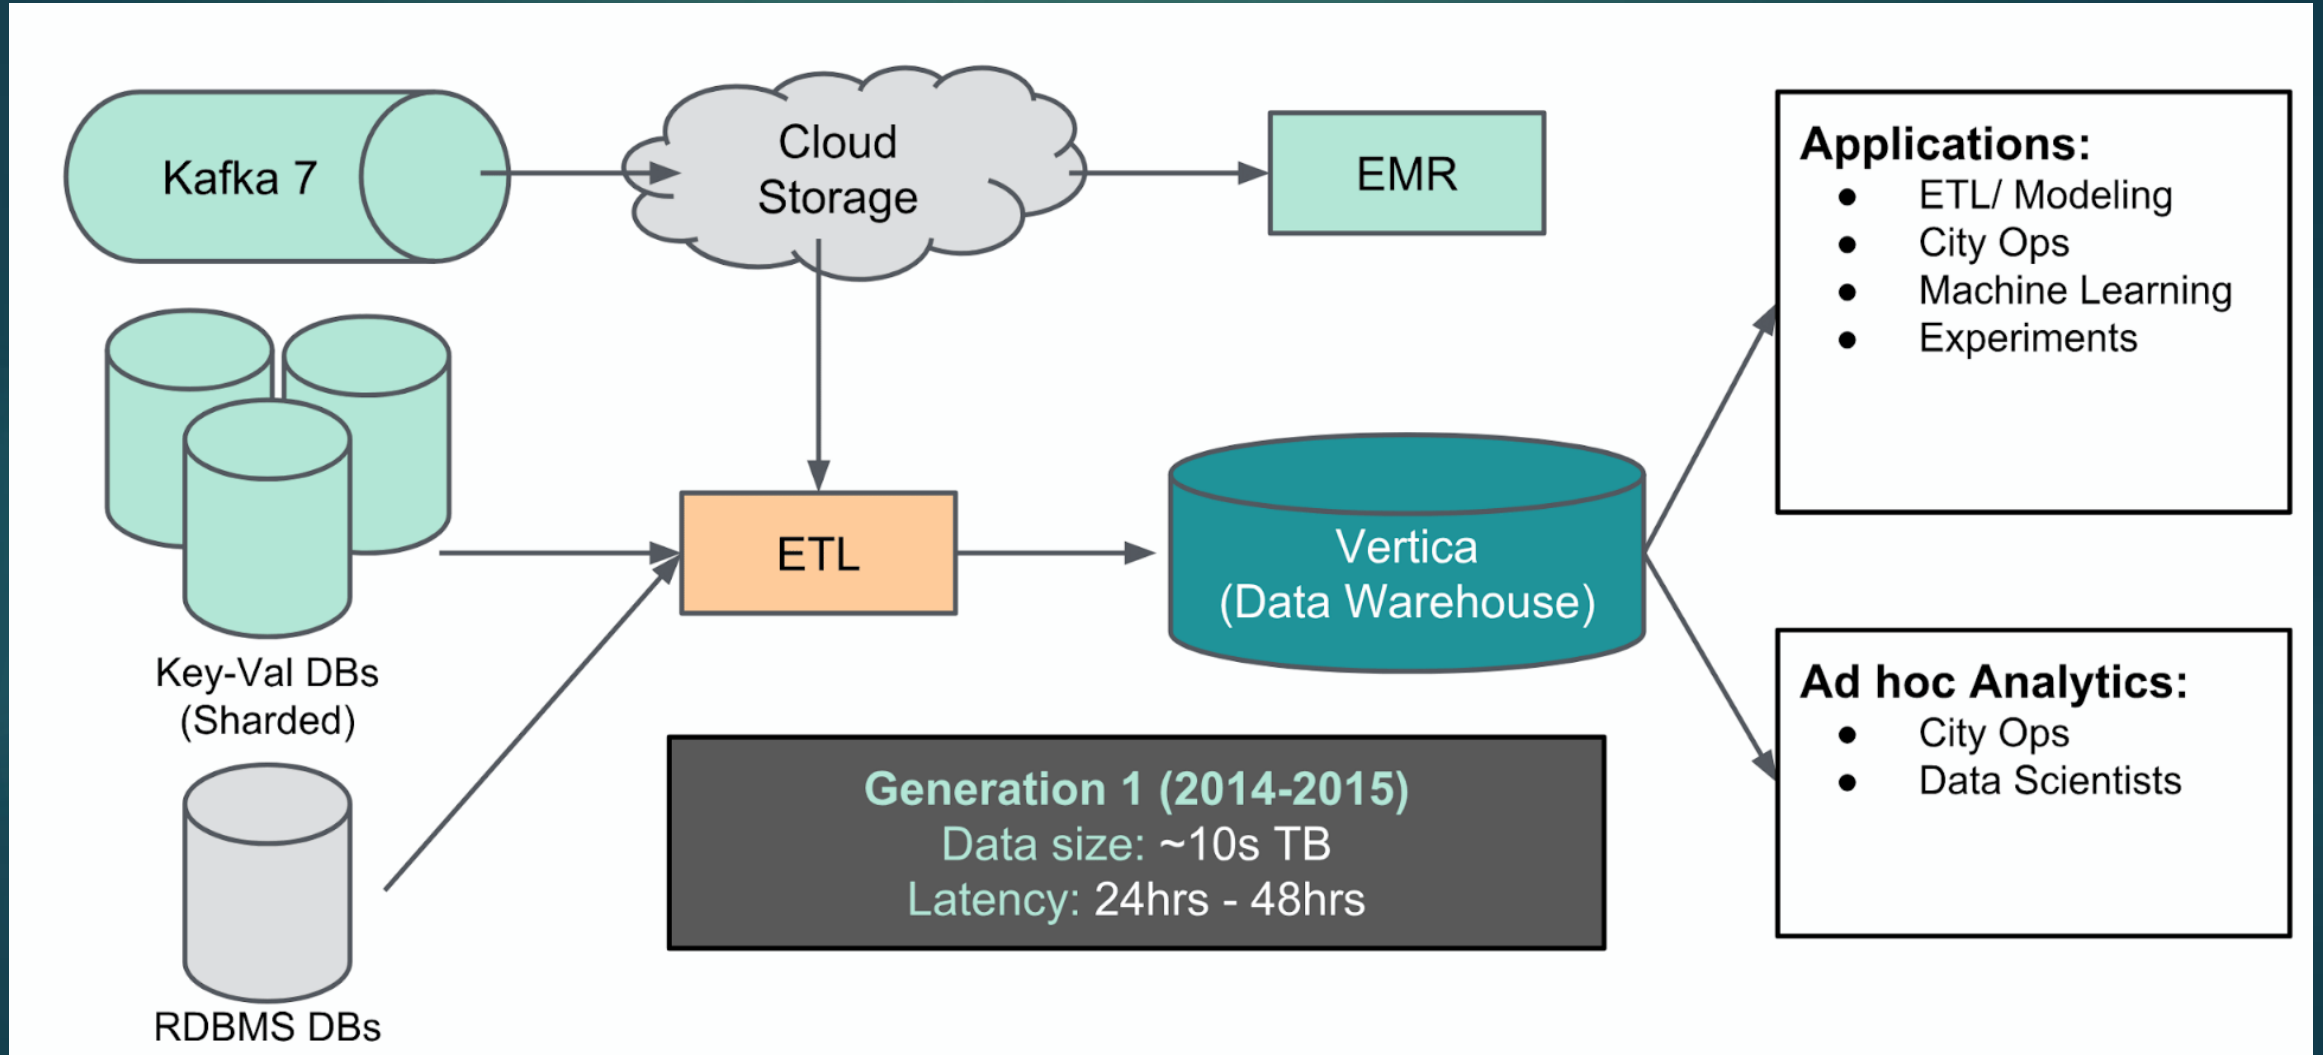 Kafka 7
Cloud
Storage
EMR
Applications:
● ETL/ Modeling
● City Ops
● Machine Learning
● Experiments
Key-Val DBs
(Sharded)
ETL
Vertica
(Data Warehouse)
Ad hoc Analytics:
● City Ops
● Data Scientists
RDBMS DBs
Generation 1 (2014-2015)
Data size: ~10s TB
Latency: 24hrs - 48hrs